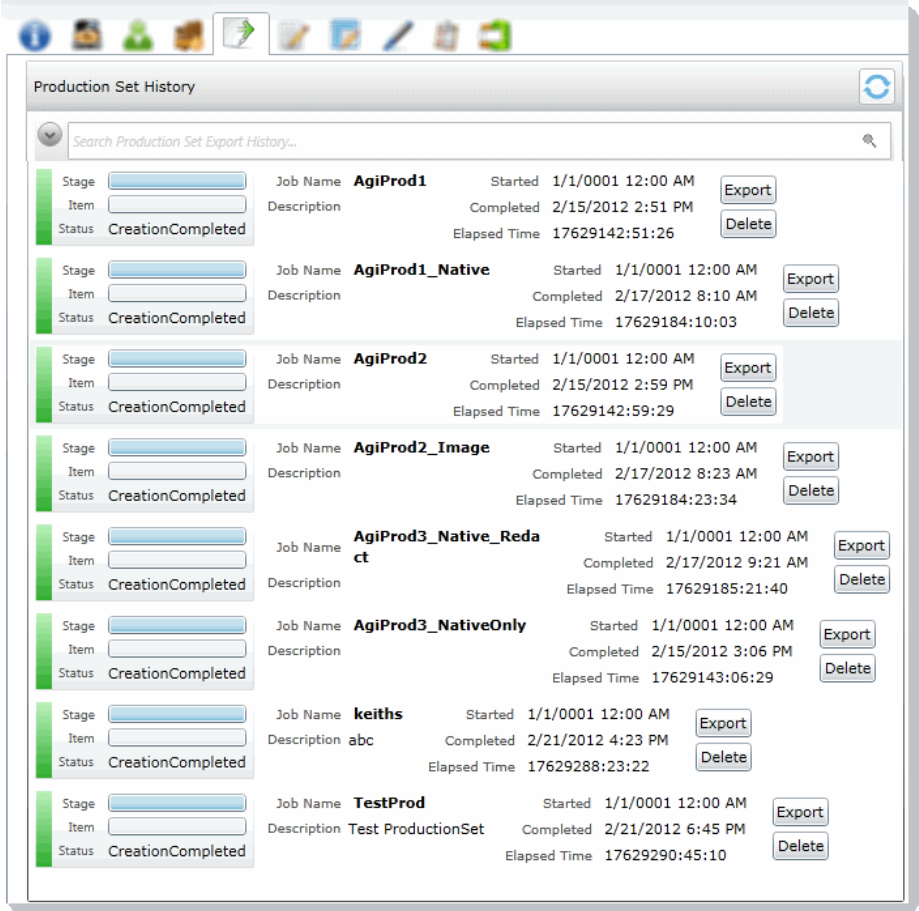 Production Set History
Search Production Set Export History...
Stage Job Name AgiProd1 Started 1/1/0001 12:00 AM Export
Item Description Completed 2/15/2012 2:51 PM
Status CreationCompleted Elapsed Time 17629142:51:26 Delete
Stage Job Name AgiProd1_Native Started 1/1/0001 12:00 AM Export
Item Description Completed 2/17/2012 8:10 AM
Status CreationCompleted Elapsed Time 17629184:10:03 Delete
Stage Job Name AgiProd2 Started 1/1/0001 12:00 AM Export
Item Description Completed 2/15/2012 2:59 PM
Status CreationCompleted Elapsed Time 17629142:59:29 Delete
Stage Job Name AgiProd2_Image Started 1/1/0001 12:00 AM Export
Item Description Completed 2/17/2012 8:23 AM
Status CreationCompleted Elapsed Time 17629184:23:34 Delete
Stage Job Name AgiProd3_Native_Reda Started 1/1/0001 12:00 AM Export
Item ct Completed 2/17/2012 9:21 AM
Status CreationCompleted Description Elapsed Time 17629185:21:40 Delete
Stage Job Name AgiProd3_NativeOnly Started 1/1/0001 12:00 AM Export
Item Description Completed 2/15/2012 3:06 PM
Status CreationCompleted Elapsed Time 17629143:06:29 Delete
Stage Job Name keiths Started 1/1/0001 12:00 AM Export
Item Description abc Completed 2/21/2012 4:23 PM
Status CreationCompleted Elapsed Time 17629288:23:22 Delete
Stage Job Name TestProd Started 1/1/0001 12:00 AM Export
Item Description Test ProductionSet Completed 2/21/2012 6:45 PM
Status CreationCompleted Elapsed Time 17629290:45:10 Delete